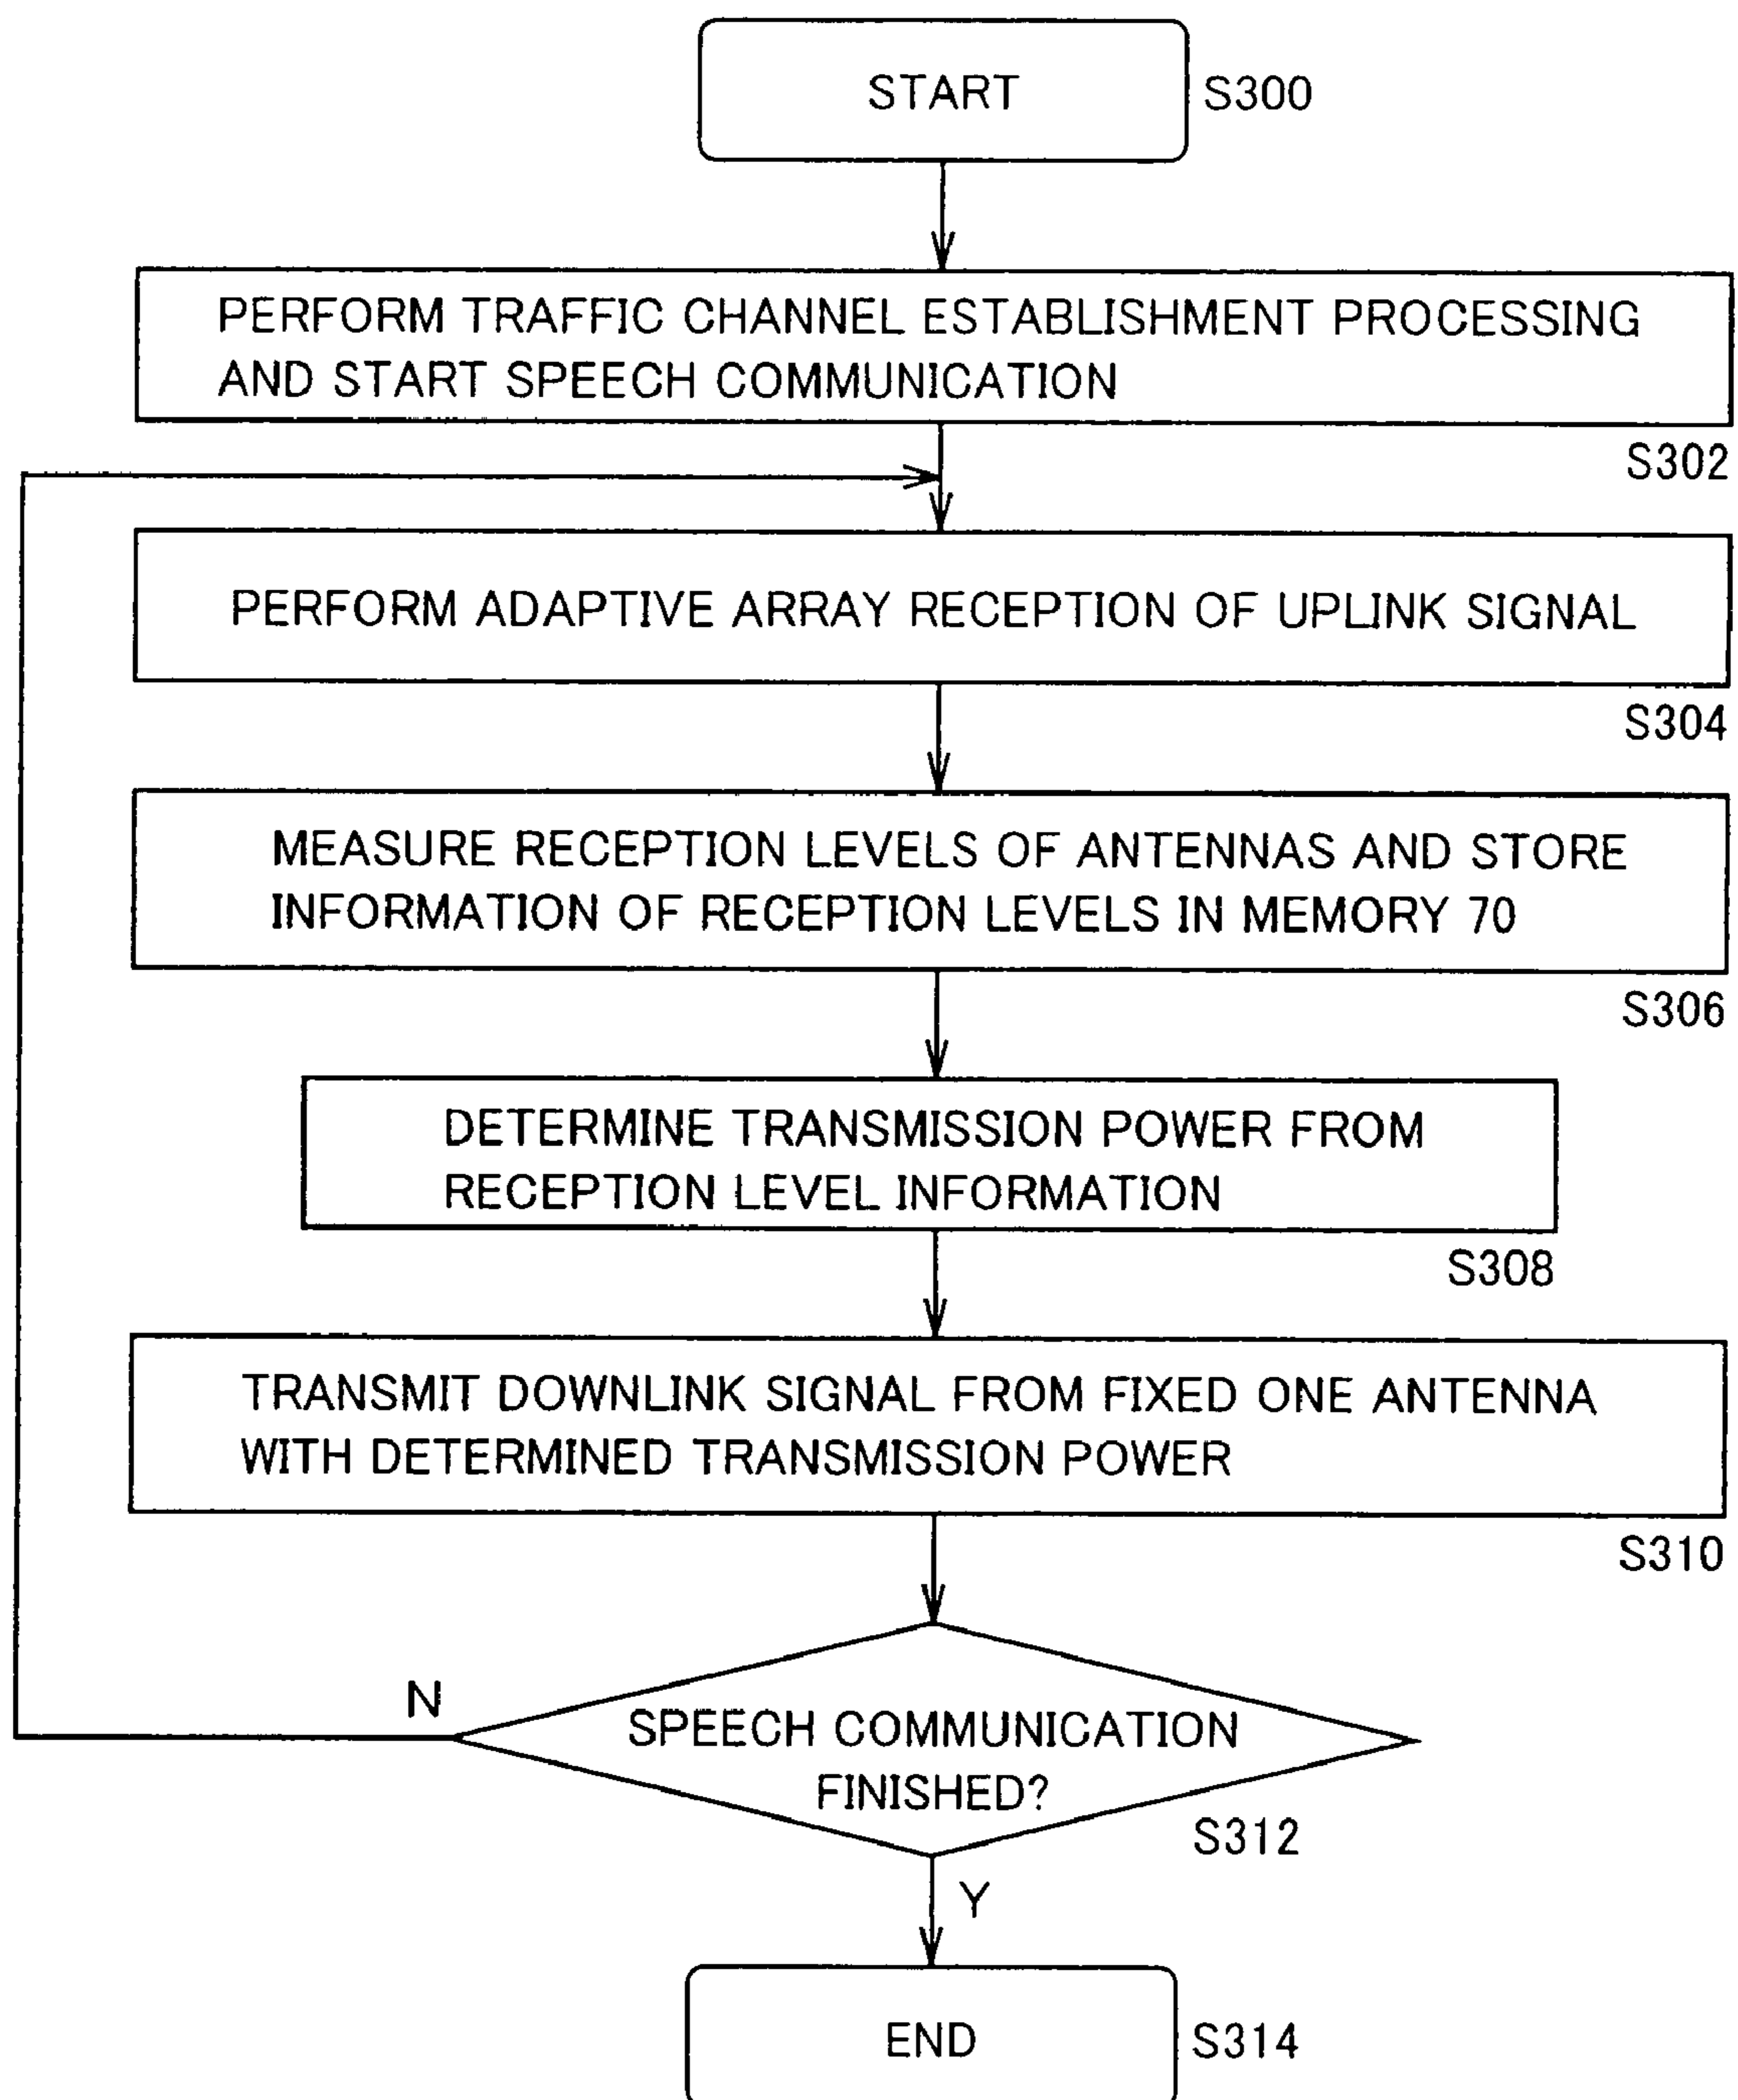 START
S300
PERFORM TRAFFIC CHANNEL ESTABLISHMENT PROCESSING
AND START SPEECH COMMUNICATION
S302
PERFORM ADAPTIVE ARRAY RECEPTION OF UPLINK SIGNAL
S304
MEASURE RECEPTION LEVELS OF ANTENNAS AND STORE
INFORMATION OF RECEPTION LEVELS IN MEMORY 70
S306
DETERMINE TRANSMISSION POWER FROM
RECEPTION LEVEL INFORMATION
S308
TRANSMIT DOWNLINK SIGNAL FROM FIXED ONE ANTENNA
WITH DETERMINED TRANSMISSION POWER
S310
N
SPEECH COMMUNICATION
FINISHED?
S312
Y
END
S314